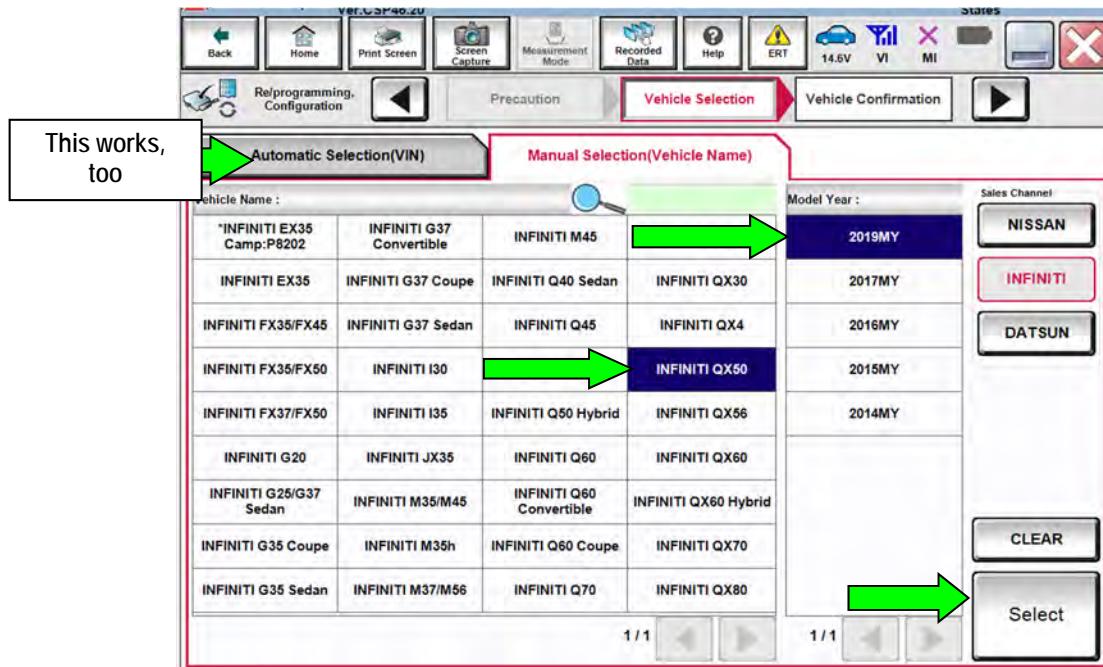 Ver.CSP46.20
States
Back
Home
Print Screen
Screen
Capture
Measurement
Mode
Recorded
Data
Help
ERT
14.6V
VI
MI
Re/programming,
Configuration
Precaution
Vehicle Selection
Vehicle Confirmation
This works,
too
Automatic Selection(VIN)
Manual Selection(Vehicle Name)
Vehicle Name :
Model Year :
Sales Channel
*INFINITI EX35
Camp:P8202
INFINITI G37
Convertible
INFINITI M45
2019MY
NISSAN
INFINITI EX35
INFINITI G37 Coupe
INFINITI Q40 Sedan
INFINITI QX30
2017MY
INFINITI
INFINITI FX35/FX45
INFINITI G37 Sedan
INFINITI Q45
INFINITI QX4
2016MY
DATSUN
INFINITI FX35/FX50
INFINITI I30
INFINITI QX50
2015MY
INFINITI FX37/FX50
INFINITI I35
INFINITI Q50 Hybrid
INFINITI QX56
2014MY
INFINITI G20
INFINITI JX35
INFINITI Q60
INFINITI QX60
INFINITI G25/G37
Sedan
INFINITI M35/M45
INFINITI Q60
Convertible
INFINITI QX60 Hybrid
INFINITI G35 Coupe
INFINITI M35h
INFINITI Q60 Coupe
INFINITI QX70
CLEAR
INFINITI G35 Sedan
INFINITI M37/M56
INFINITI Q70
INFINITI QX80
Select
1/1
1/1